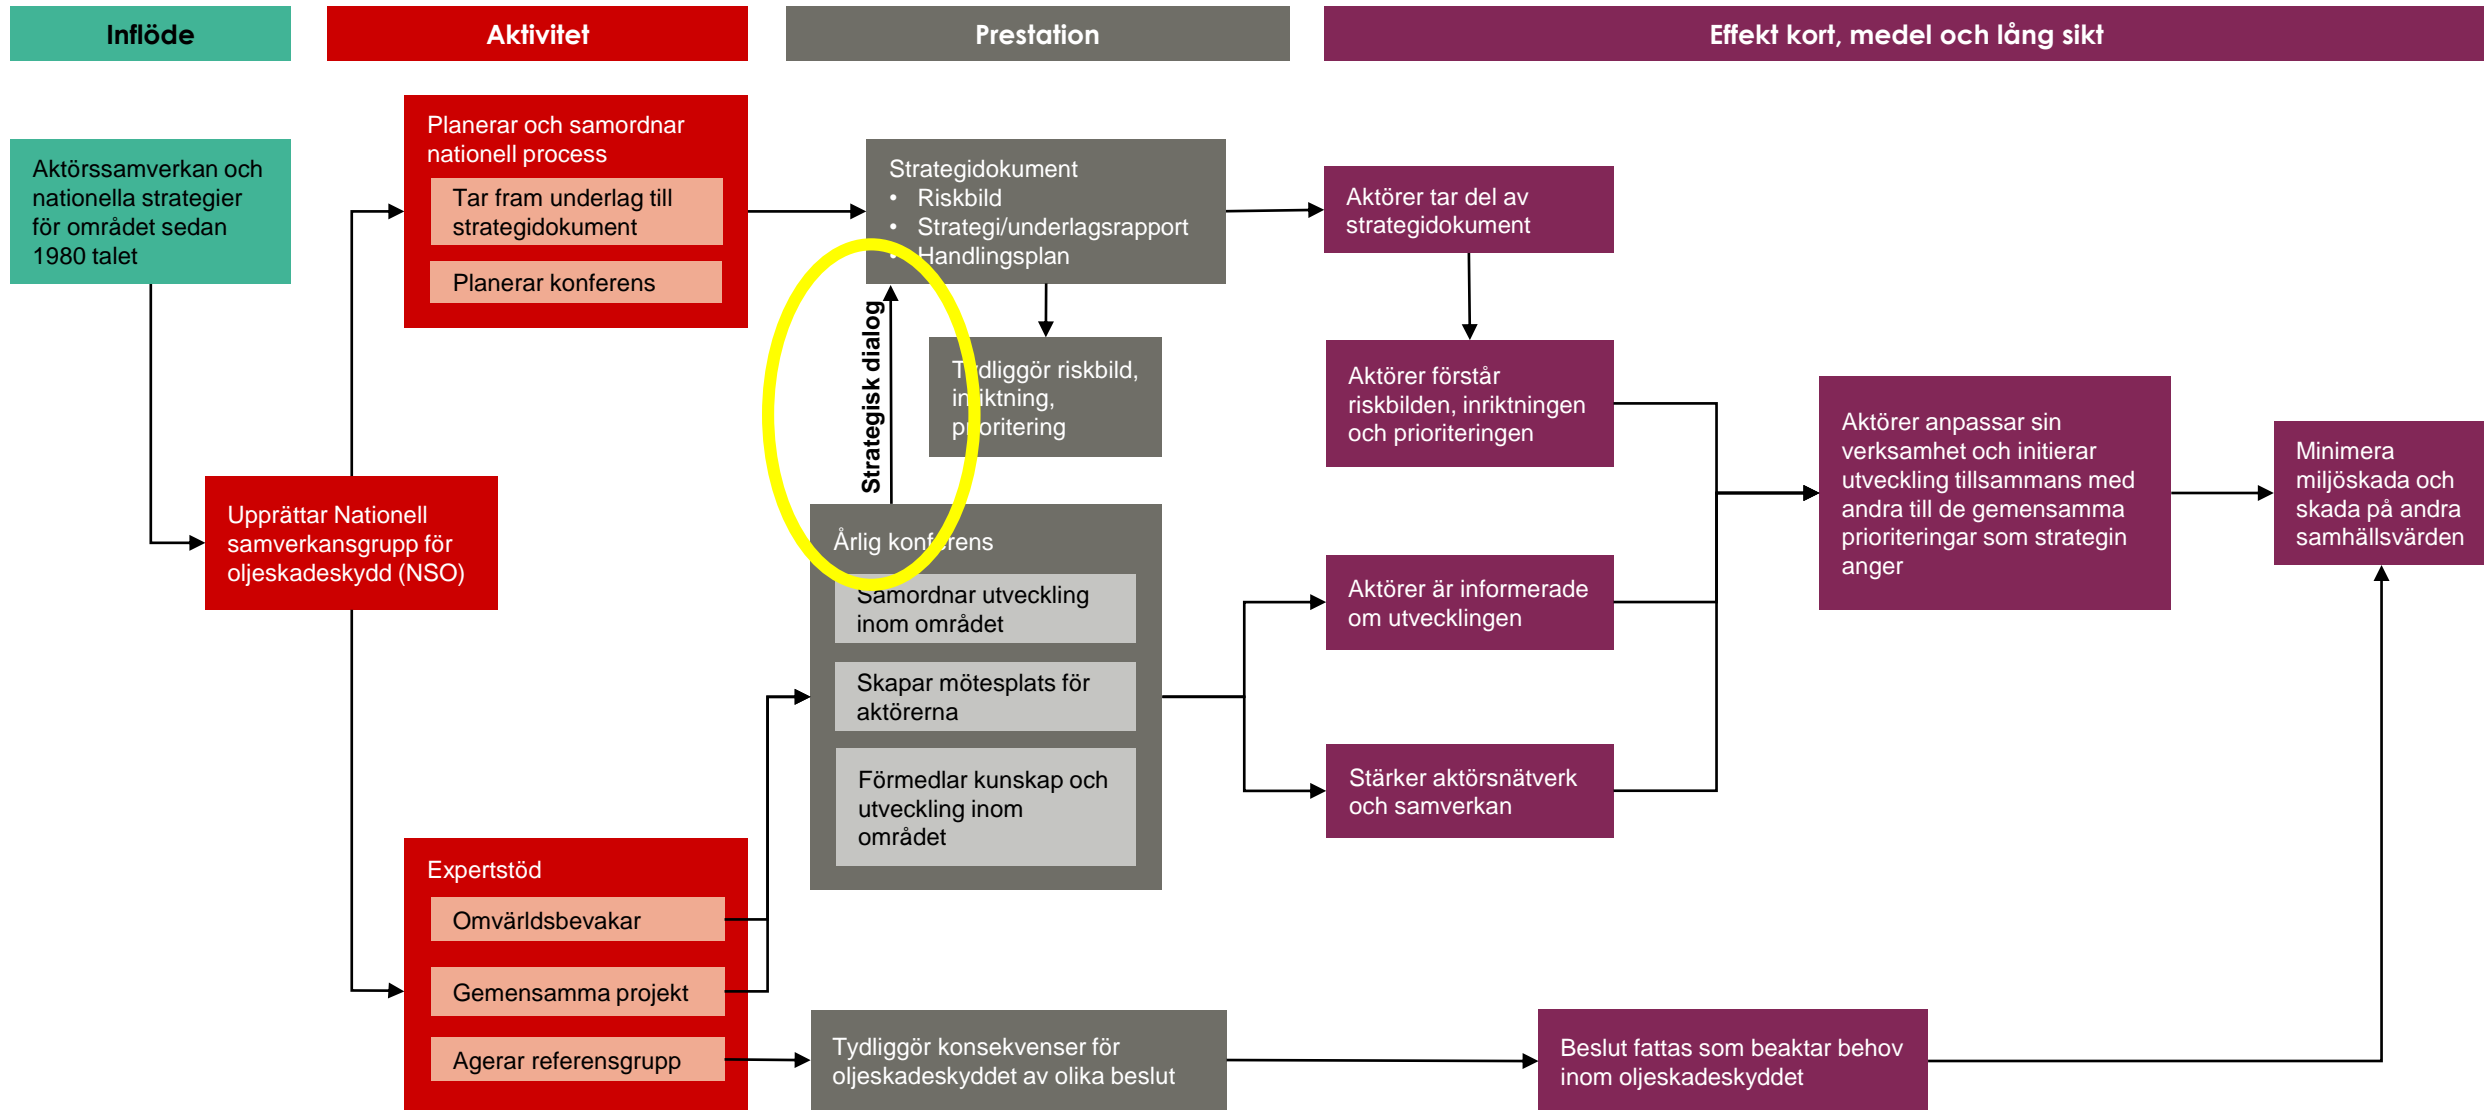 Inflöde
Aktivitet
Prestation
Effekt kort, medel och lång sikt
Aktörssamverkan och
nationella strategier
för området sedan
1980 talet
Upprättar Nationell
samverkansgrupp för
oljeskadeskydd (NSO)
Planerar och samordnar
nationell process
Tar fram underlag till
strategidokument
Planerar konferens
Expertstöd
Omvärldsbevakar
Gemensamma projekt
Agerar referensgrupp
Strategidokument
• Riskbild
• Strategi/underlagsrapport
• Handlingsplan
Strategisk dialog
Tydliggör riskbild,
inriktning,
prioritering
Årlig konferens
Samordnar utveckling
inom området
Skapar mötesplats för
aktörerna
Förmedlar kunskap och
utveckling inom
området
Tydliggör konsekvenser för
oljeskadeskyddet av olika beslut
Aktörer tar del av
strategidokument
Aktörer förstår
riskbilden, inriktningen
och prioriteringen
Aktörer är informerade
om utvecklingen
Stärker aktörsnätverk
och samverkan
Aktörer anpassar sin
verksamhet och initierar
utveckling tillsammans med
andra till de gemensamma
prioriteringar som strategin
anger
Beslut fattas som beaktar behov
inom oljeskadeskyddet
Minimera
miljöskada och
skada på andra
samhällsvärden